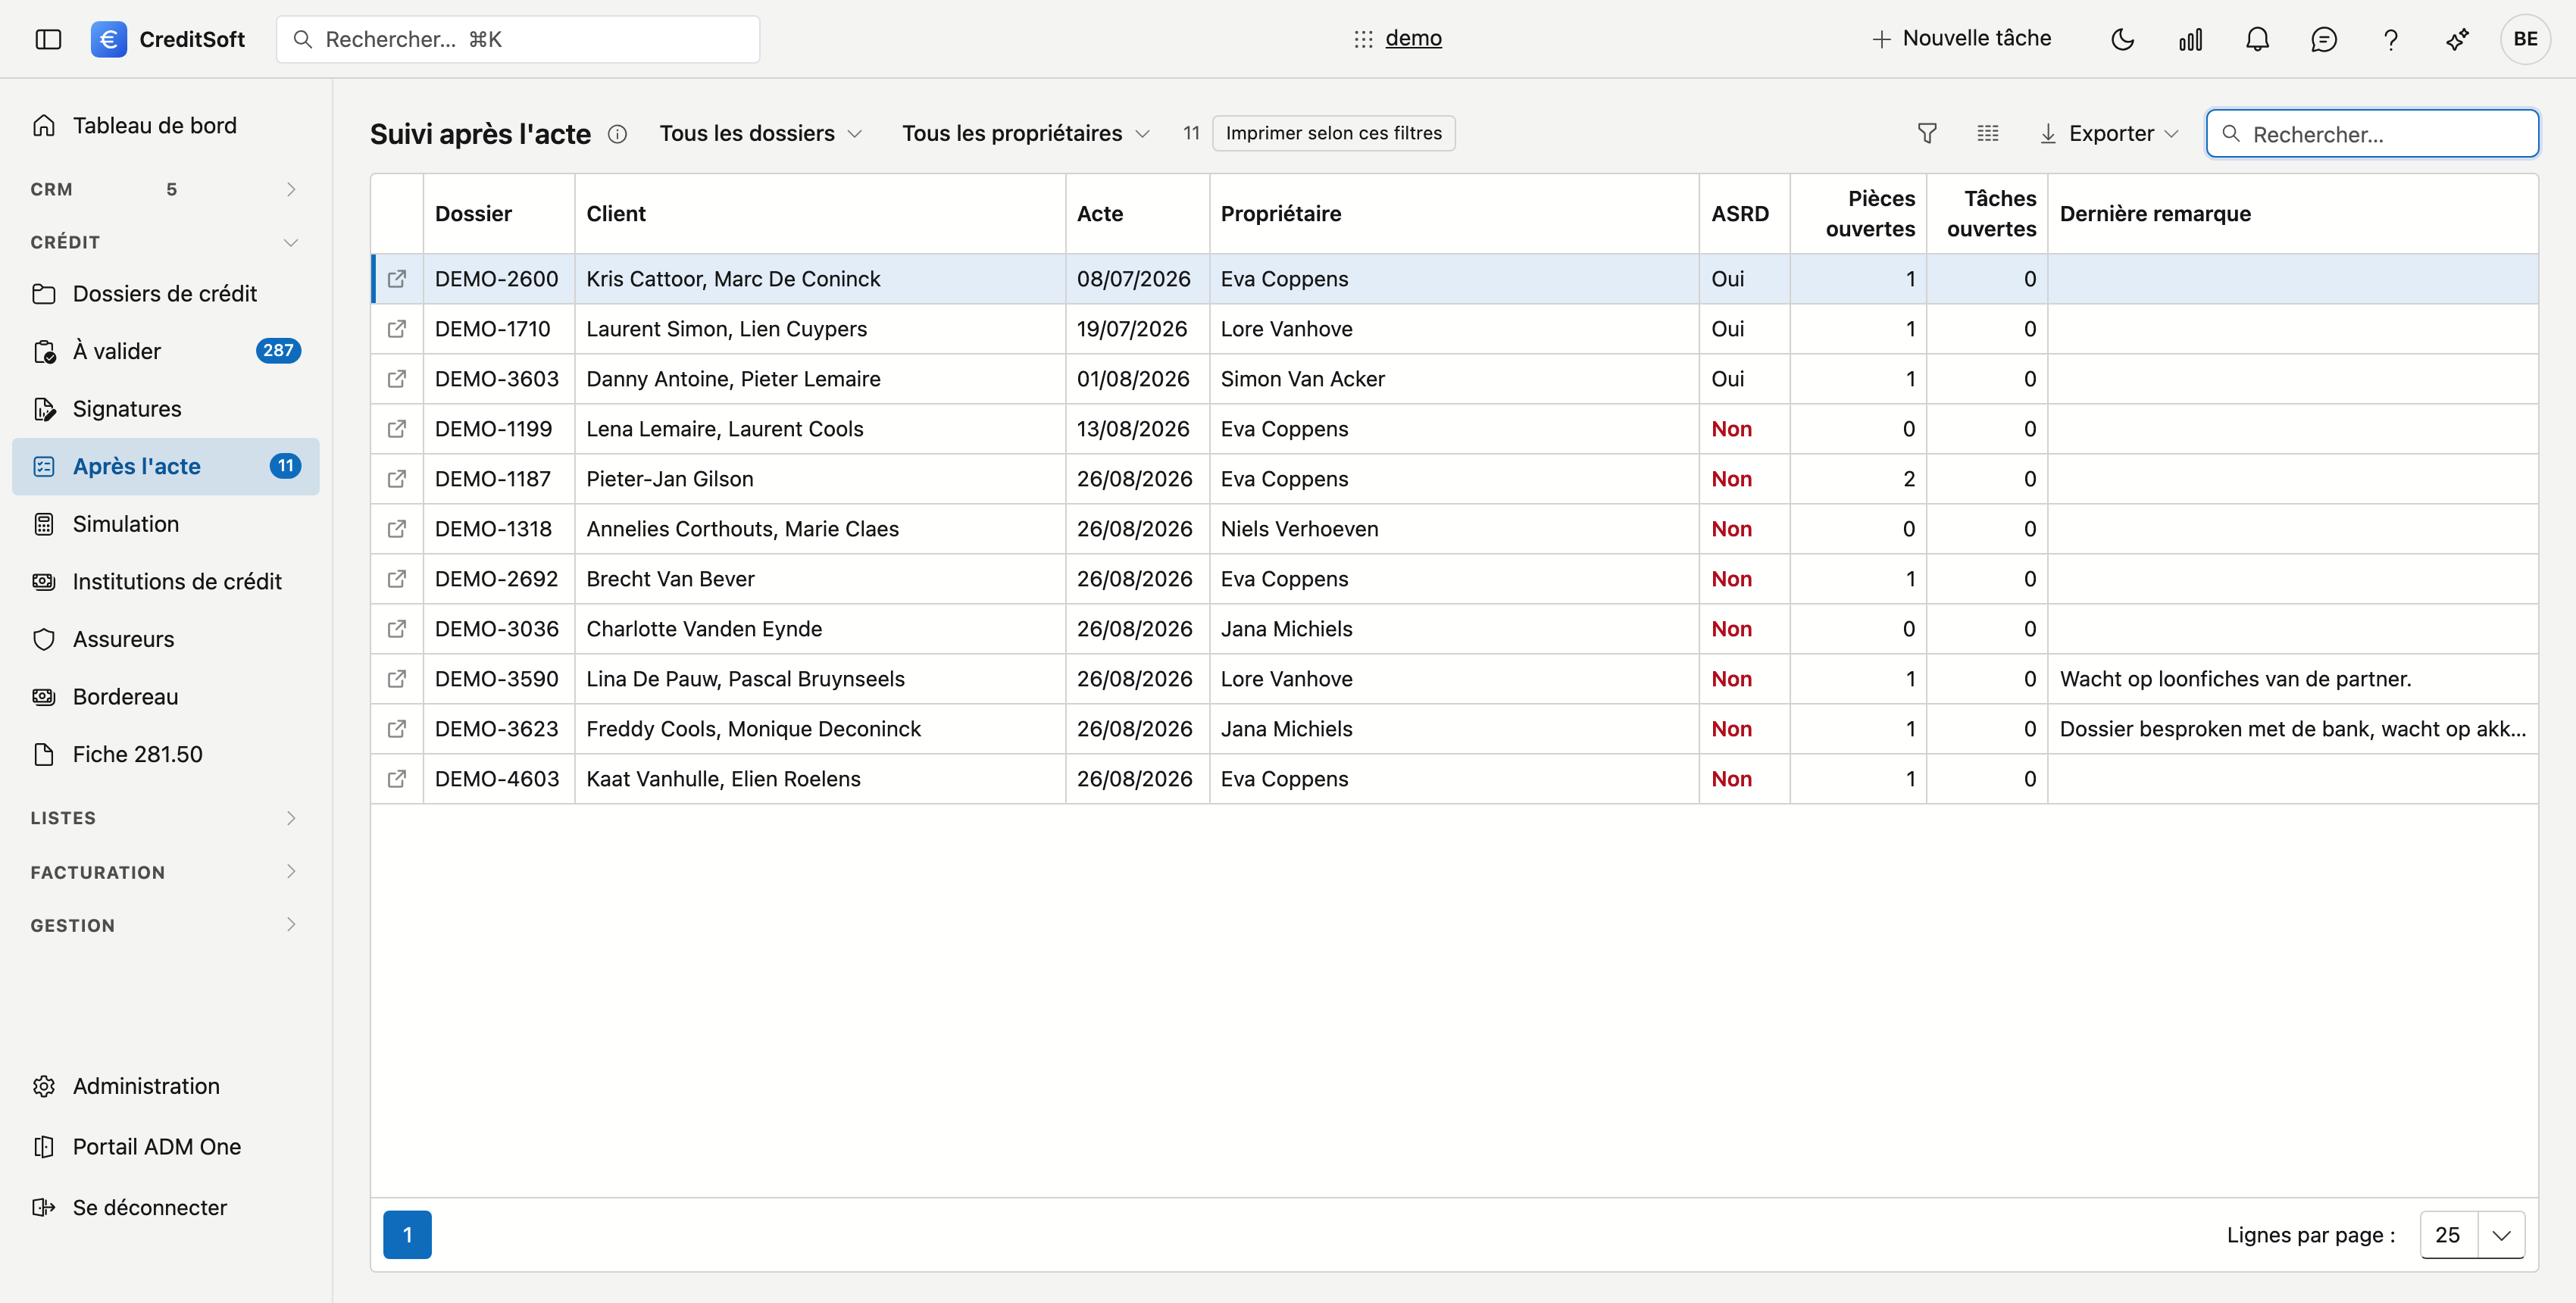 CreditSoft
Rechercher... ⌘K
demo
Nouvelle tâche
BE
Tableau de bord
CRM 5
CRÉDIT
Dossiers de crédit
À valider 287
Signatures
Après l'acte 11
Simulation
Institutions de crédit
Assureurs
Bordereau
Fiche 281.50
LISTES
FACTURATION
GESTION
Administration
Portail ADM One
Se déconnecter
Suivi après l'acte Tous les dossiers Tous les propriétaires 11 Imprimer selon ces filtres Exporter Rechercher...
Dossier Client Acte Propriétaire ASRD Pièces ouvertes Tâches ouvertes Dernière remarque
DEMO-2600 Kris Cattoor, Marc De Coninck 08/07/2026 Eva Coppens Oui 1 0
DEMO-1710 Laurent Simon, Lien Cuypers 19/07/2026 Lore Vanhove Oui 1 0
DEMO-3603 Danny Antoine, Pieter Lemaire 01/08/2026 Simon Van Acker Oui 1 0
DEMO-1199 Lena Lemaire, Laurent Cools 13/08/2026 Eva Coppens Non 0 0
DEMO-1187 Pieter-Jan Gilson 26/08/2026 Eva Coppens Non 2 0
DEMO-1318 Annelies Corthouts, Marie Claes 26/08/2026 Niels Verhoeven Non 0 0
DEMO-2692 Brecht Van Bever 26/08/2026 Eva Coppens Non 1 0
DEMO-3036 Charlotte Vanden Eynde 26/08/2026 Jana Michiels Non 0 0
DEMO-3590 Lina De Pauw, Pascal Bruynseels 26/08/2026 Lore Vanhove Non 1 0 Wacht op loonfiches van de partner.
DEMO-3623 Freddy Cools, Monique Deconinck 26/08/2026 Jana Michiels Non 1 0 Dossier besproken met de bank, wacht op akk...
DEMO-4603 Kaat Vanhulle, Elien Roelens 26/08/2026 Eva Coppens Non 1 0
1
Lignes par page : 25